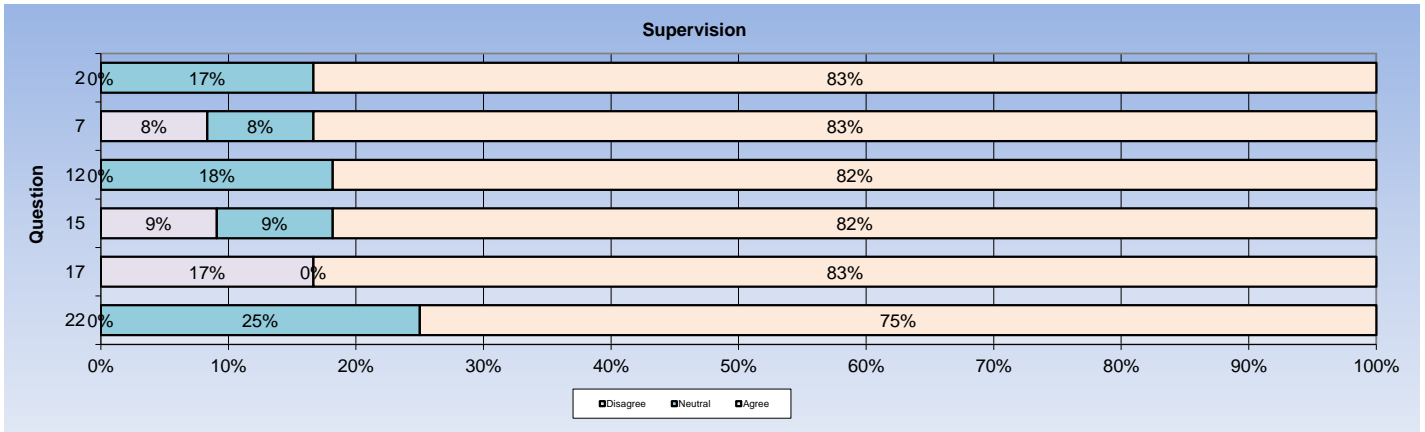 Supervision
2 0% 17% 83%
7 8% 8% 83%
12 0% 18% 82%
15 9% 9% 82%
17 17% 0% 83%
22 0% 25% 75%
Question
0% 10% 20% 30% 40% 50% 60% 70% 80% 90% 100%
Disagree Neutral Agree